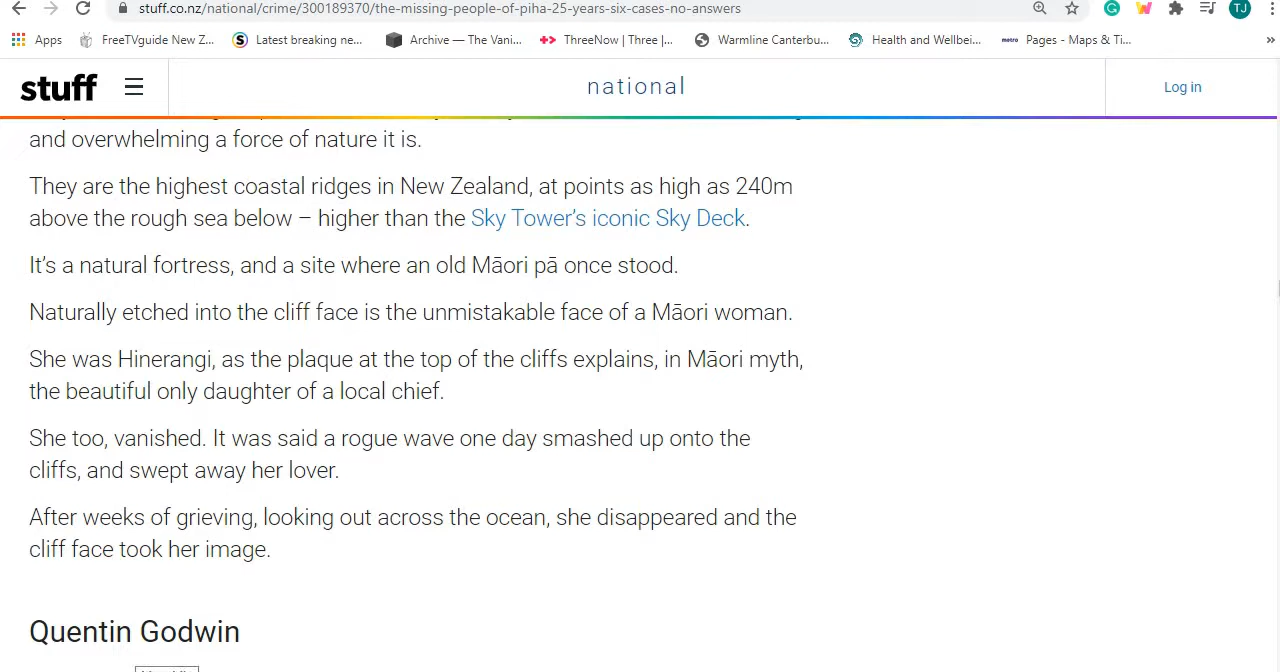 stuff.co.nz/national/crime/300189370/the-missing-people-of-piha-25-years-six-cases-no-answers
TJ
Apps
FreeTVguide New Z...
Latest breaking ne...
Archive — The Vani...
ThreeNow | Three |...
Warmline Canterbu...
Health and Wellbei...
metro Pages - Maps & Ti...
»
stuff
national
Log in
and overwhelming a force of nature it is.
They are the highest coastal ridges in New Zealand, at points as high as 240m
above the rough sea below – higher than the Sky Tower’s iconic Sky Deck.
It’s a natural fortress, and a site where an old Māori pā once stood.
Naturally etched into the cliff face is the unmistakable face of a Māori woman.
She was Hinerangi, as the plaque at the top of the cliffs explains, in Māori myth,
the beautiful only daughter of a local chief.
She too, vanished. It was said a rogue wave one day smashed up onto the
cliffs, and swept away her lover.
After weeks of grieving, looking out across the ocean, she disappeared and the
cliff face took her image.
Quentin Godwin